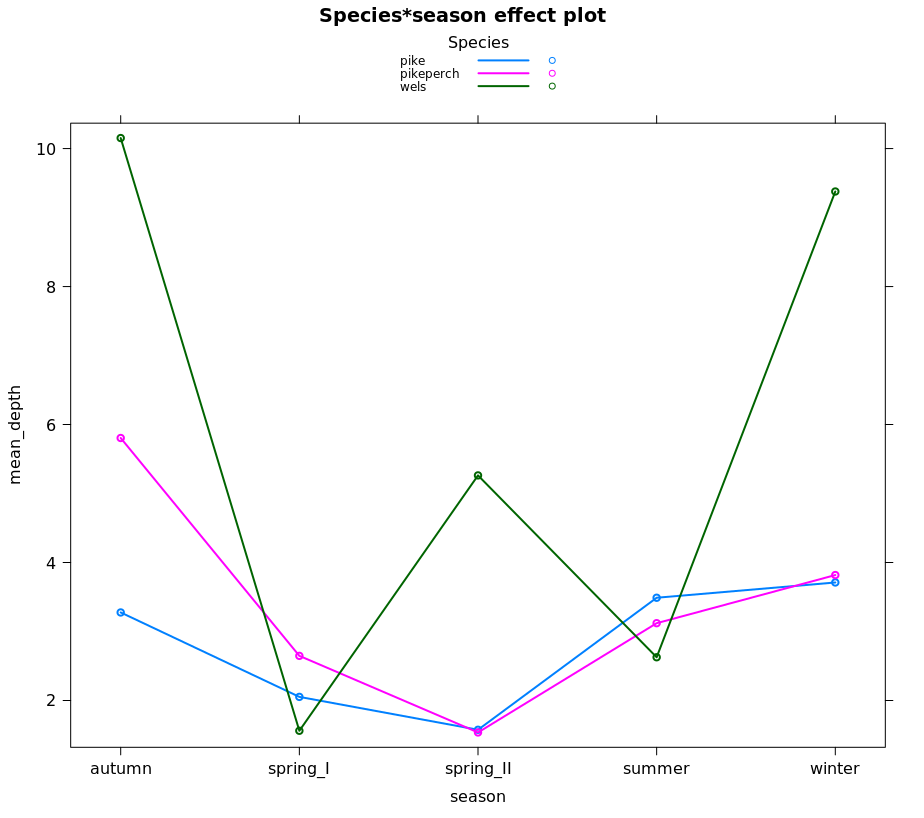 Species*season effect plot
Species
pike
pikeperch
wels
10
8
6
4
2
mean_depth
autumn spring_I spring_II summer winter
season